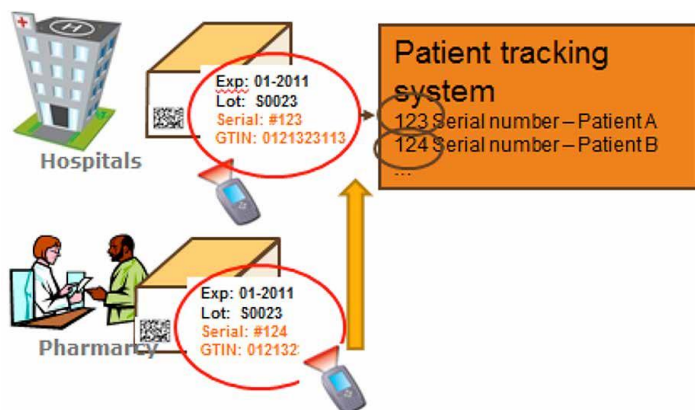 H
Exp: 01-2011
Lot: S0023
Serial: #123
GTIN: 0121323113
Hospitals
Patient tracking
system
123 Serial number – Patient A
124 Serial number – Patient B
...
Exp: 01-2011
Lot: S0023
Serial: #124
GTIN: 012132
Pharmarcy